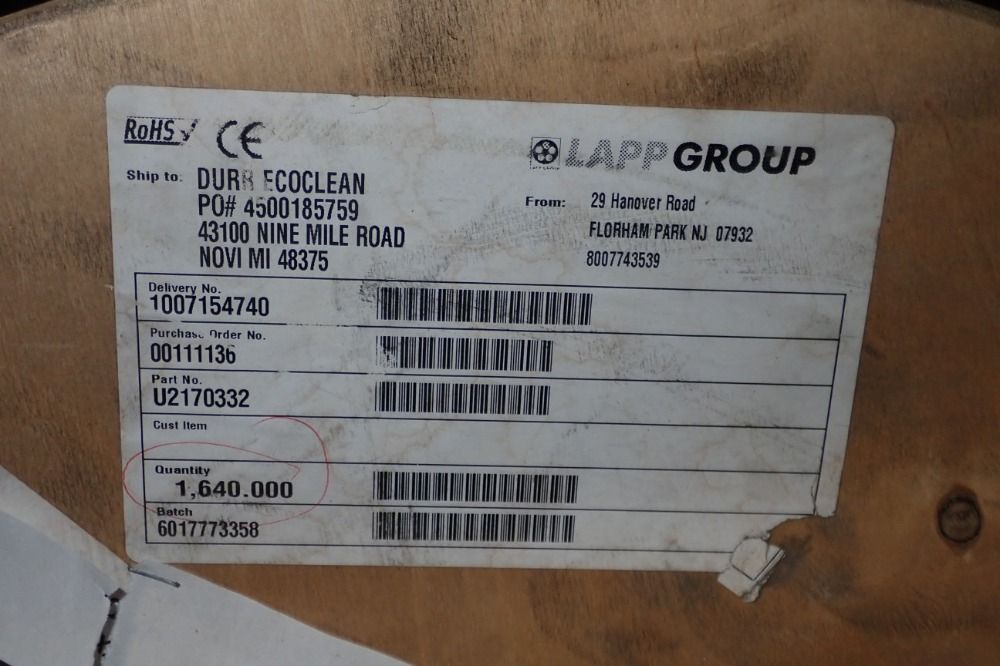 RoHS CE
LAPP GROUP
Ship to: DURR ECOCLEAN
PO# 4500185759
43100 NINE MILE ROAD
NOVI MI 48375
From: 29 Hanover Road
FLORHAM PARK NJ 07932
8007743539
Delivery No.
1007154740
Purchase Order No.
00111136
Part No.
U2170332
Cust Item
Quantity
1,640.000
Batch
6017773358